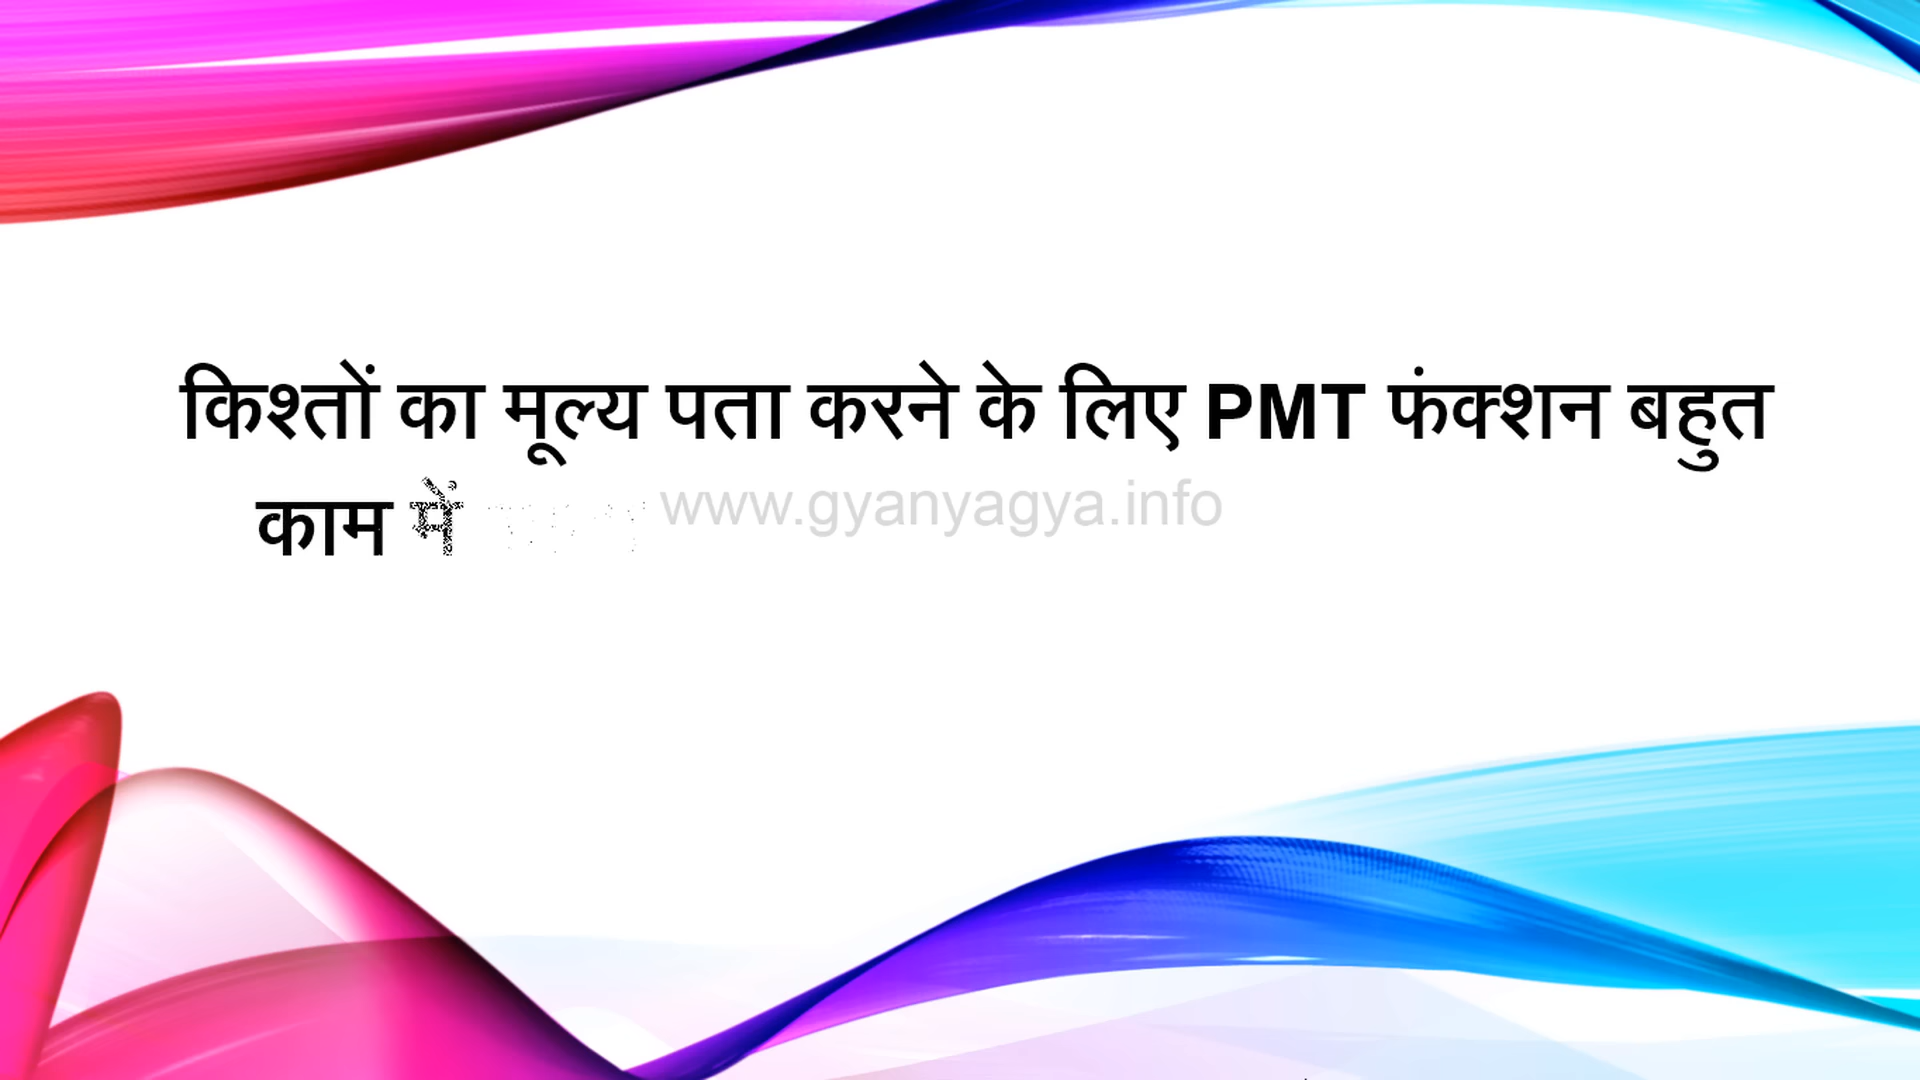 किश्तों का मूल्य पता करने के लिए PMT फंक्शन बहुत
काम में
www.gyanyagya.info